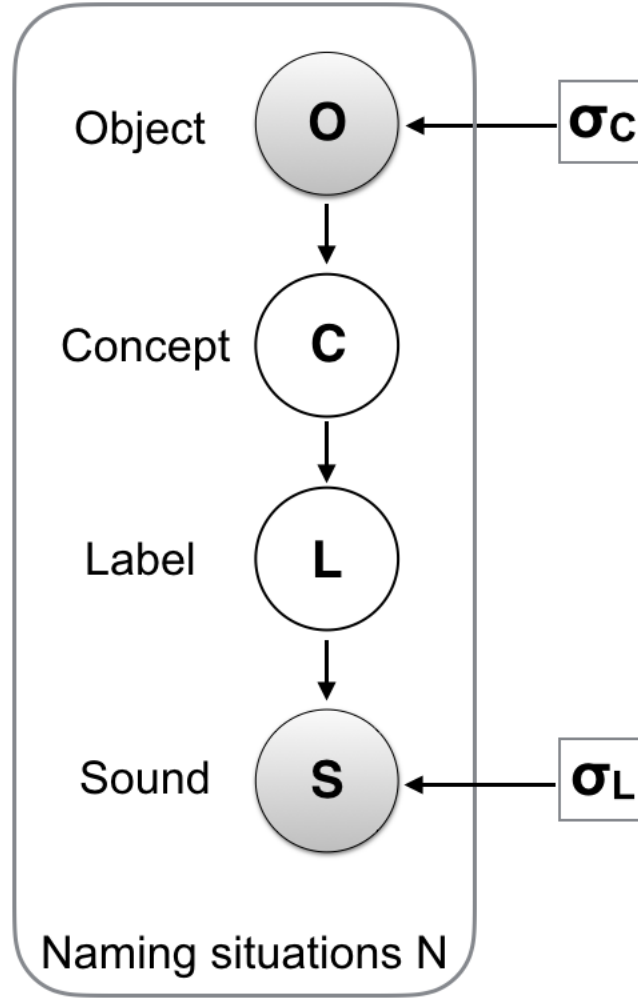 Object
O
σC
Concept
C
Label
L
Sound
S
σL
Naming situations N